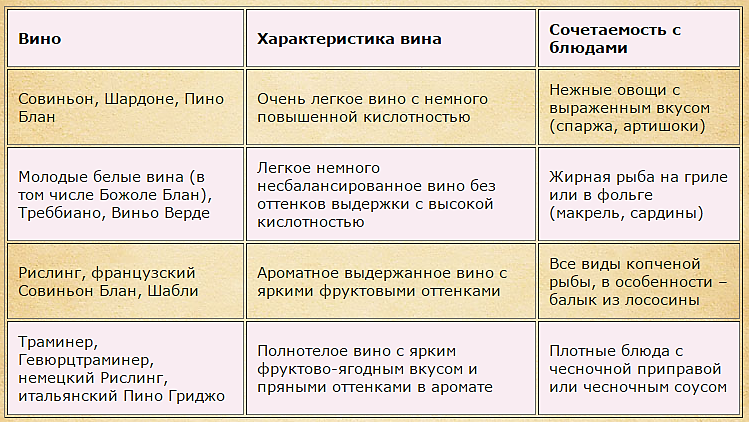 Вино
Характеристика вина
Сочетаемость с
блюдами
Совиньон, Шардоне, Пино
Блан
Очень легкое вино с немного
повышенной кислотностью
Нежные овощи с
выраженным вкусом
(спаржа, артишоки)
Молодые белые вина (в
том числе Божоле Блан),
Треббиано, Виньо Верде
Легкое немного
несбалансированное вино без
оттенков выдержки с высокой
кислотностью
Жирная рыба на гриле
или в фольге
(макрель, сардины)
Рислинг, французский
Совиньон Блан, Шабли
Ароматное выдержанное вино с
яркими фруктовыми оттенками
Все виды копченой
рыбы, в особенности –
балык из лососины
Траминер,
Гевюрцтраминер,
немецкий Рислинг,
итальянский Пино Гриджо
Полнотелое вино с ярким
фруктово-ягодным вкусом и
пряными оттенками в аромате
Плотные блюда с
чесночной приправой
или чесночным соусом